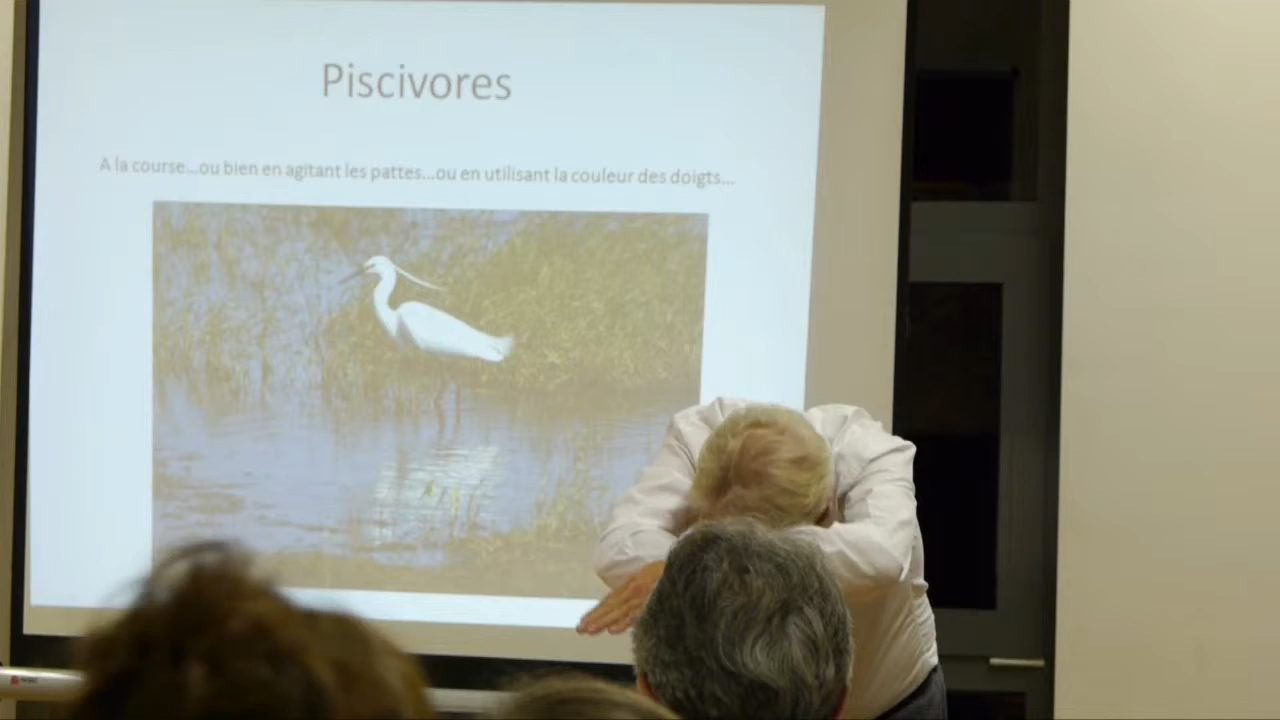 Piscivores
A la course...ou bien en agitant les pattes...ou en utilisant la couleur des doigts...